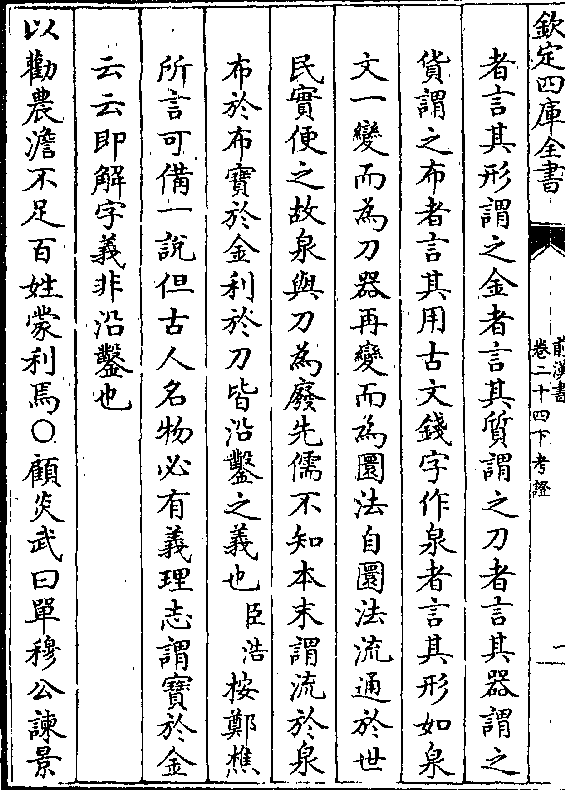 欽定四庫全書
前漢書
卷二十四下考證
一
者言其形謂之金者言其質謂之刀者言其器謂之
貨謂之布者言其用古文錢字作泉者言其形如泉
文一變而為刀器再變而為圜法自圜法流通於世
民實便之故泉與刀為廢先儒不知本末謂流於泉
布於布寶於金利於刀皆沿鑿之義也臣浩按鄭樵
所言可備一說但古人名物必有義理志謂寶於金
云云即解字義非沿鑿也
以勸農澹不足百姓蒙利焉○顧炎武曰單穆公諫景